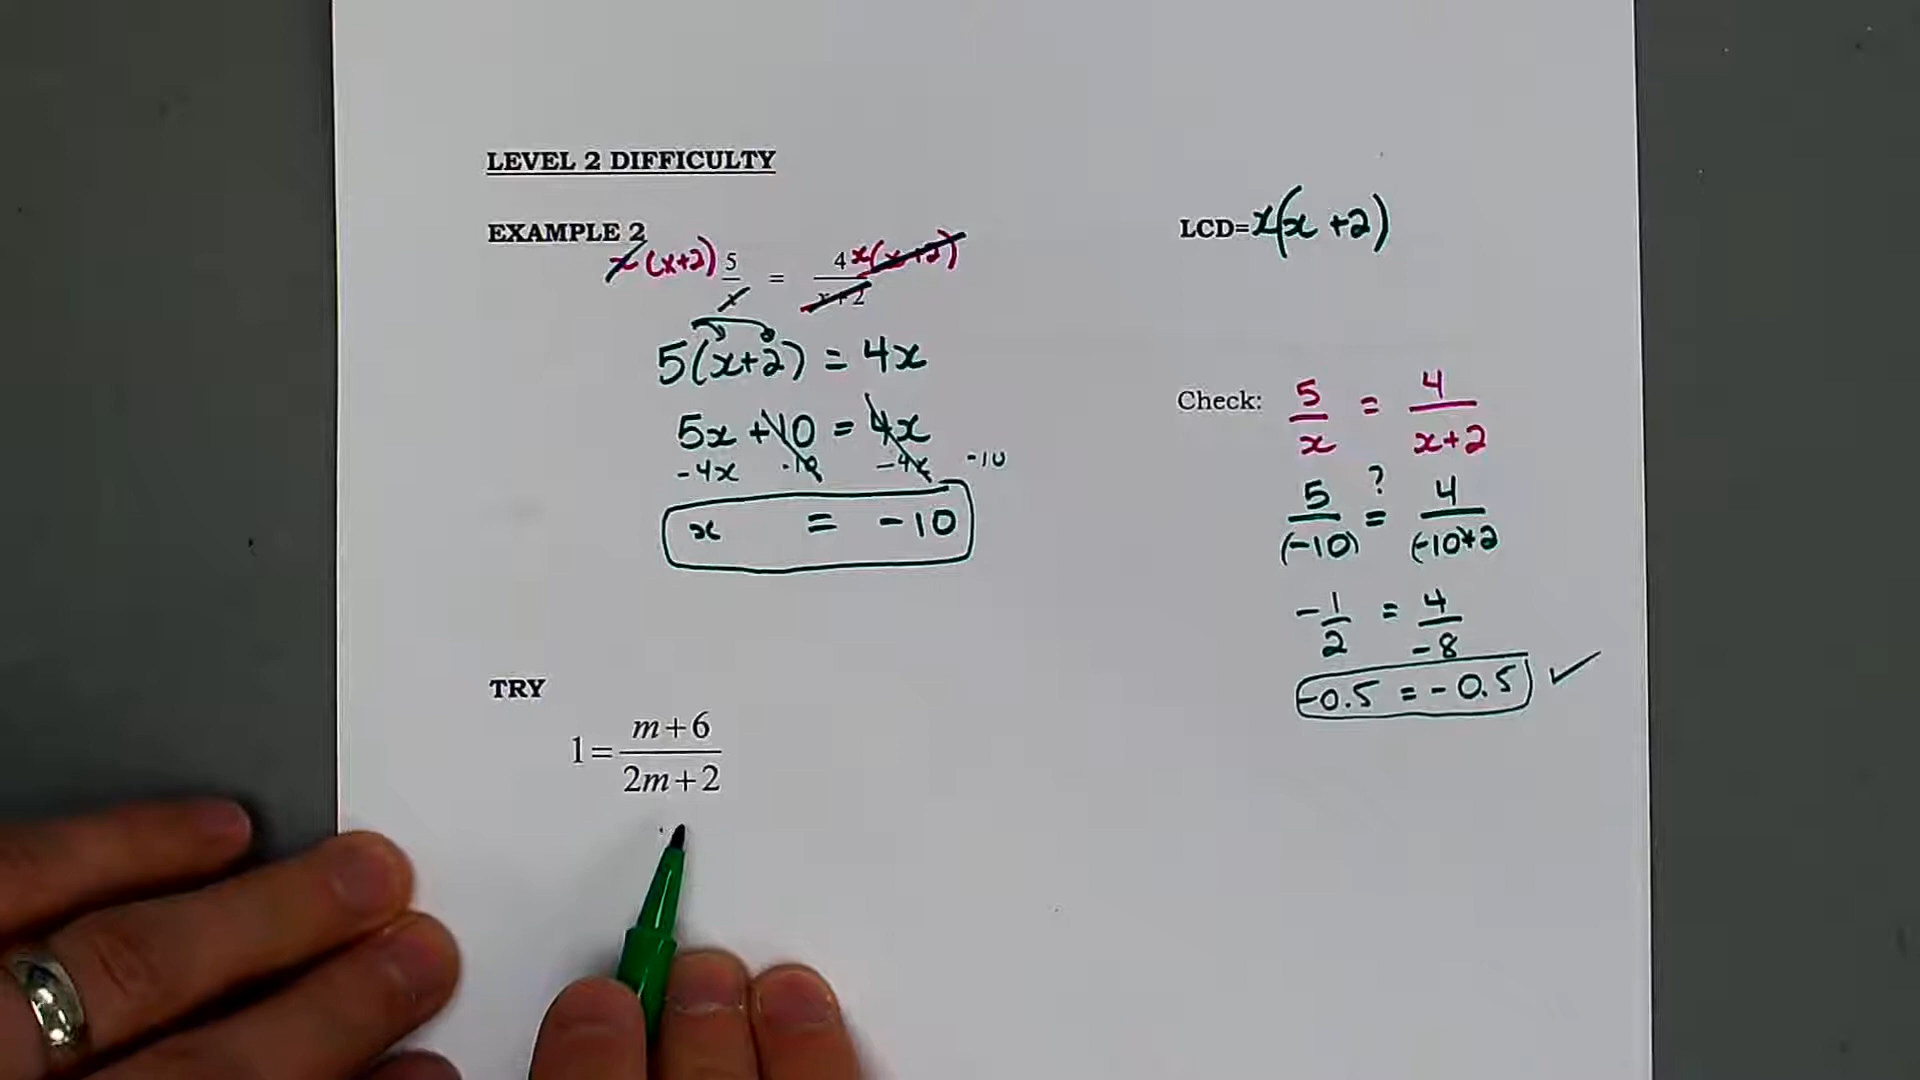 LEVEL 2 DIFFICULTY
EXAMPLE 2
LCD= x(x+2)
x(x+2) 5/x = 4x(x+2)/x+2
5(x+2) = 4x
5x +10 = 4x
-4x -10 -4x -10
x = -10
Check: 5/x = 4/x+2
5/(-10) =? 4/(-10)+2
-1/2 = 4/-8
-0.5 = -0.5 ✓
TRY
1 = m+6/2m+2